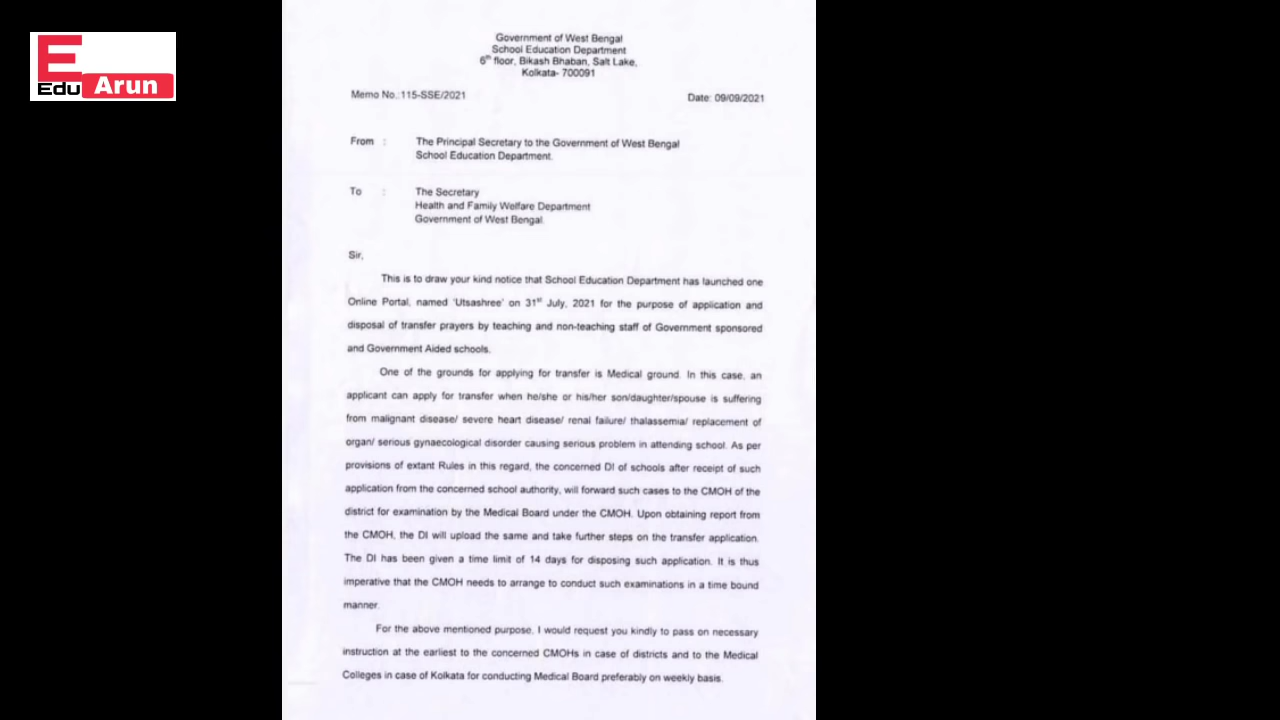 E
Edu Arun
Government of West Bengal
School Education Department
6th floor, Bikash Bhaban, Salt Lake,
Kolkata- 700091
Memo No.:115-SSE/2021
Date: 09/09/2021
From : The Principal Secretary to the Government of West Bengal
School Education Department.
To : The Secretary
Health and Family Welfare Department
Government of West Bengal.
Sir,
This is to draw your kind notice that School Education Department has launched one
Online Portal, named ‘Utsashree’ on 31st July, 2021 for the purpose of application and
disposal of transfer prayers by teaching and non-teaching staff of Government sponsored
and Government Aided schools.
One of the grounds for applying for transfer is Medical ground. In this case, an
applicant can apply for transfer when he/she or his/her son/daughter/spouse is suffering
from malignant disease/ severe heart disease/ renal failure/ thalassemia/ replacement of
organ/ serious gynaecological disorder causing serious problem in attending school. As per
provisions of extant Rules in this regard, the concerned DI of schools after receipt of such
application from the concerned school authority, will forward such cases to the CMOH of the
district for examination by the Medical Board under the CMOH. Upon obtaining report from
the CMOH, the DI will upload the same and take further steps on the transfer application.
The DI has been given a time limit of 14 days for disposing such application. It is thus
imperative that the CMOH needs to arrange to conduct such examinations in a time bound
manner.
For the above mentioned purpose, I would request you kindly to pass on necessary
instruction at the earliest to the concerned CMOHs in case of districts and to the Medical
Colleges in case of Kolkata for conducting Medical Board preferably on weekly basis.